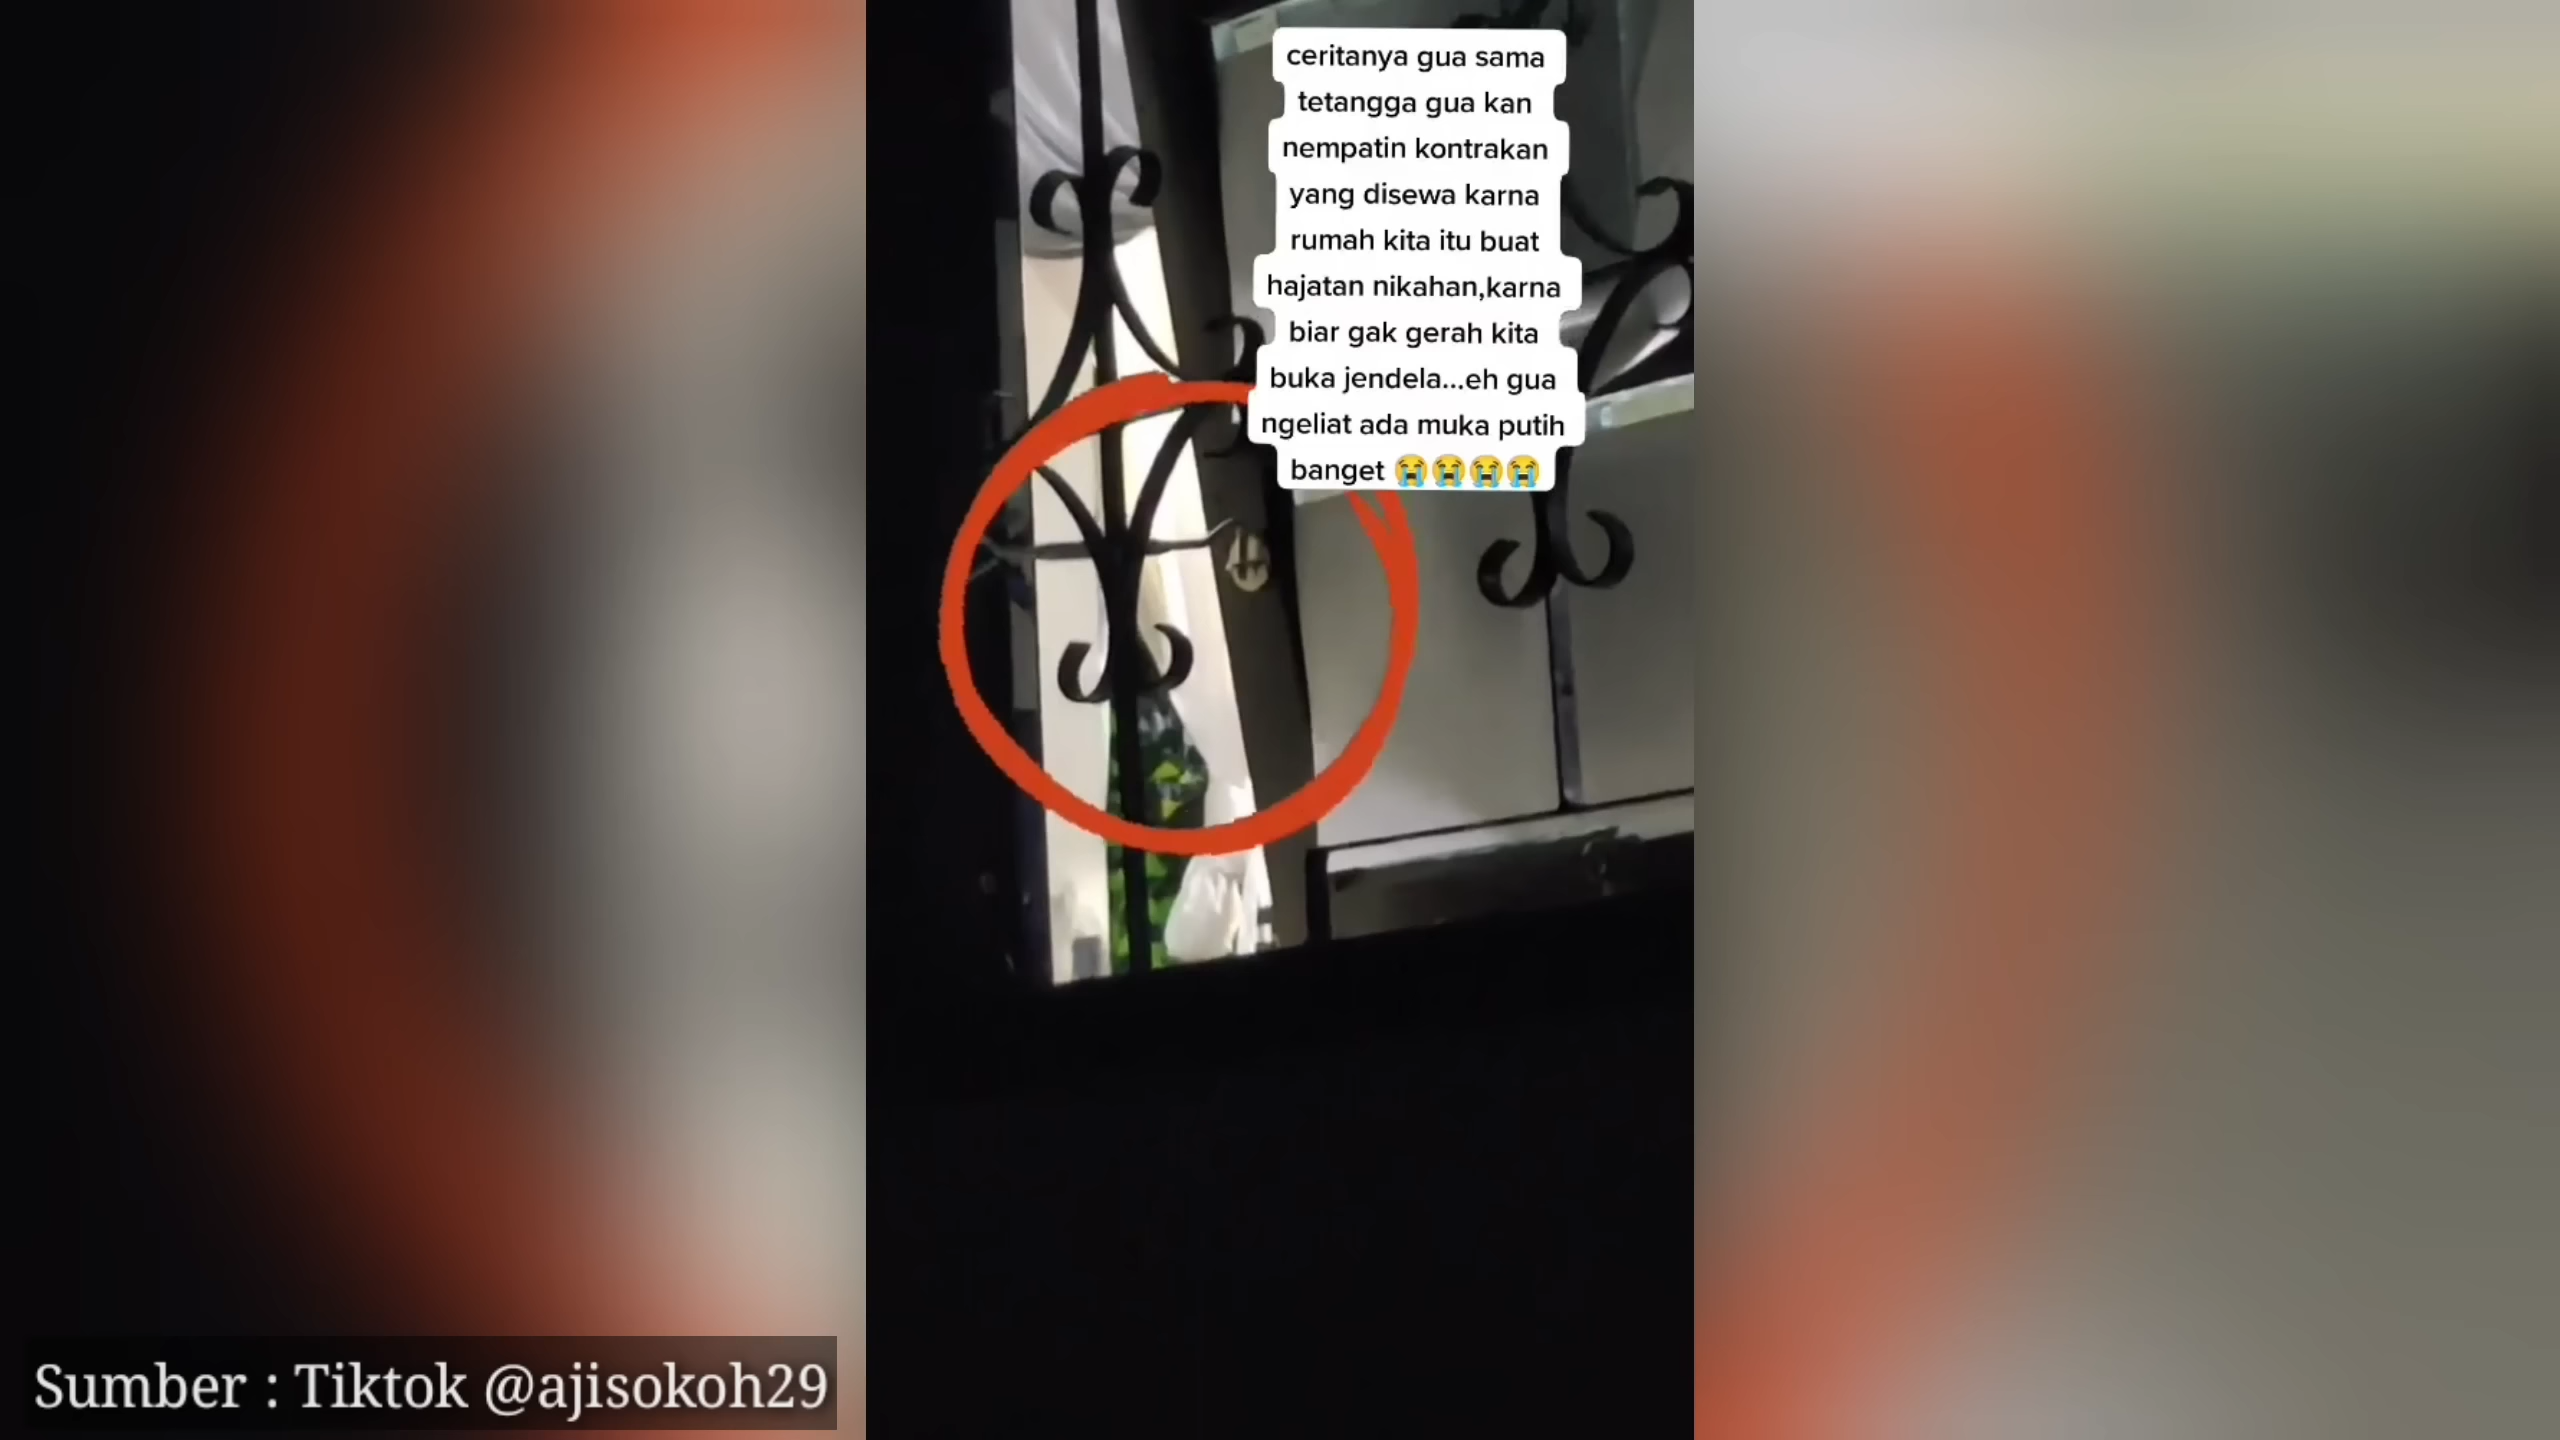 ceritanya gua sama
tetangga gua kan
nempatin kontrakan
yang disewa karna
rumah kita itu buat
hajatan nikahan,karna
biar gak gerah kita
buka jendela...eh gua
ngeliat ada muka putih
banget 😭😭😭😭
Sumber : Tiktok @ajisokoh29